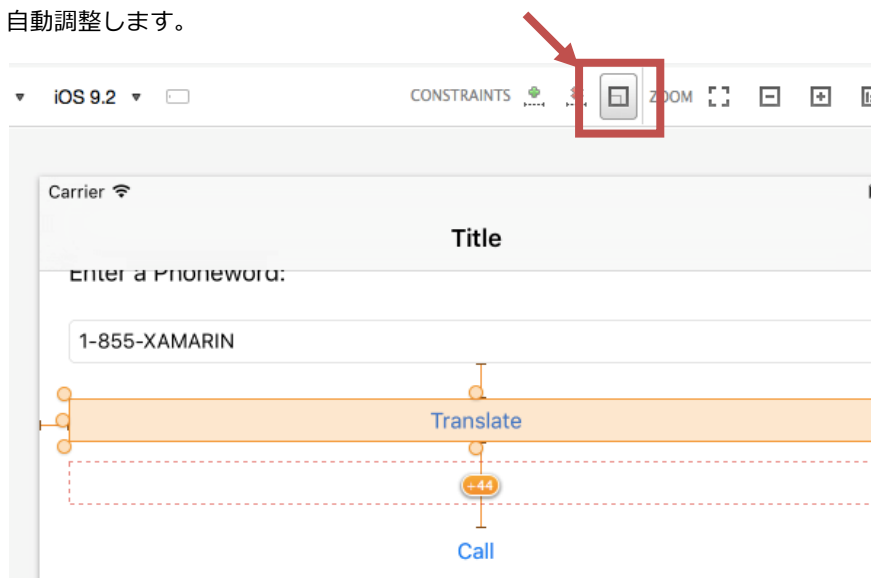 自動調整します。
iOS 9.2 CONSTRAINTS ZOOM
Carrier
Title
Enter a Phoneword:
1-855-XAMARIN
Translate
+44
Call